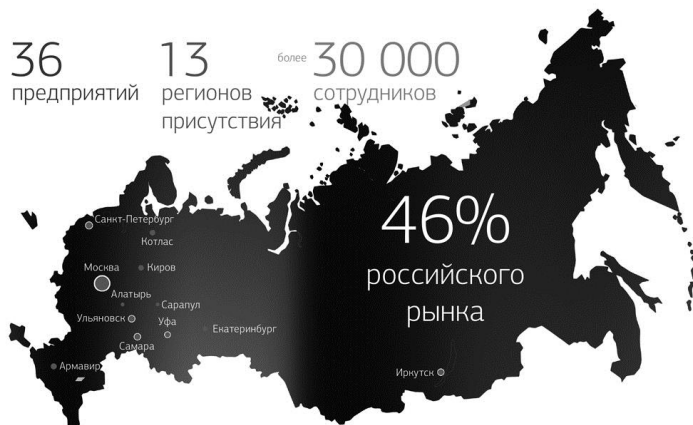 36
предприятий
13
регионов
присутствия
более 30 000
сотрудников
46%
российского
рынка
Санкт-Петербург
Котлас
Москва
Киров
Алатырь
Сарапул
Ульяновск
Уфа
Екатеринбург
Самара
Армавир
Иркутск